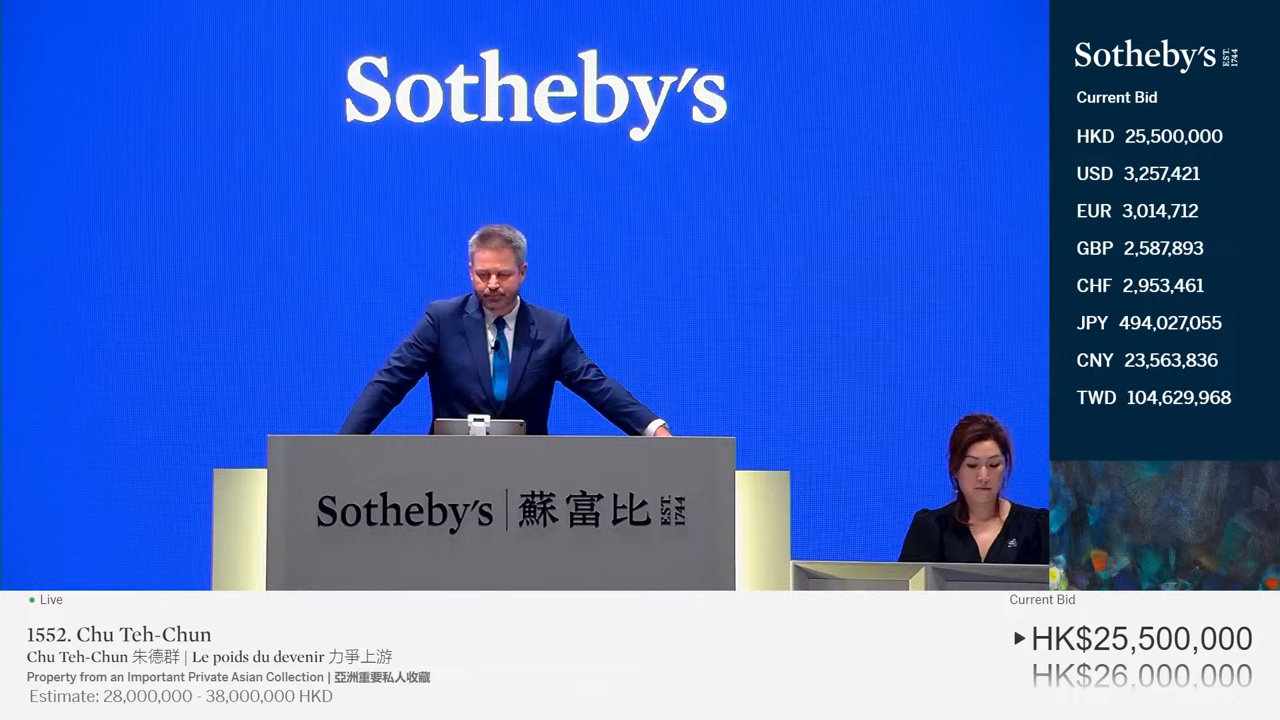 Sotheby's
Sotheby's | 蘇富比 EST. 1744
Sotheby's EST. 1744
Current Bid
HKD 25,500,000
USD 3,257,421
EUR 3,014,712
GBP 2,587,893
CHF 2,953,461
JPY 494,027,055
CNY 23,563,836
TWD 104,629,968
Live
1552. Chu Teh-Chun
Chu Teh-Chun 朱德群 | Le poids du devenir 力爭上游
Property from an Important Private Asian Collection | 亞洲重要私人收藏
Estimate: 28,000,000 - 38,000,000 HKD
Current Bid
HK$25,500,000
HK$26,000,000